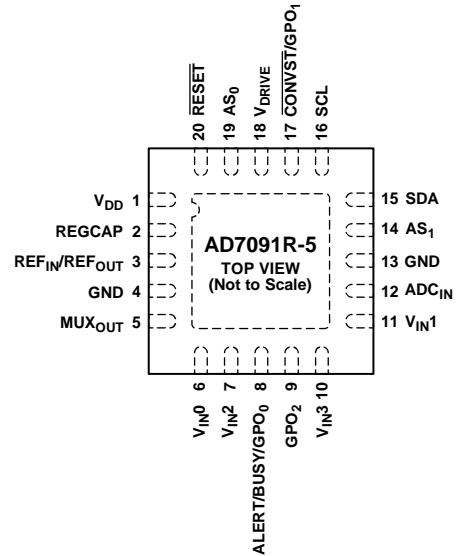 20 RESET
19 AS0
18 VDRIVE
17 CONVST/GPO1
16 SCL
VDD 1
REGCAP 2
REFIN/REFOUT 3
GND 4
MUXOUT 5
AD7091R-5
TOP VIEW
(Not to Scale)
15 SDA
14 AS1
13 GND
12 ADCIN
11 VIN1
VIN0 6
VIN2 7
ALERT/BUSY/GPO0 8
GPO2 9
VIN3 10